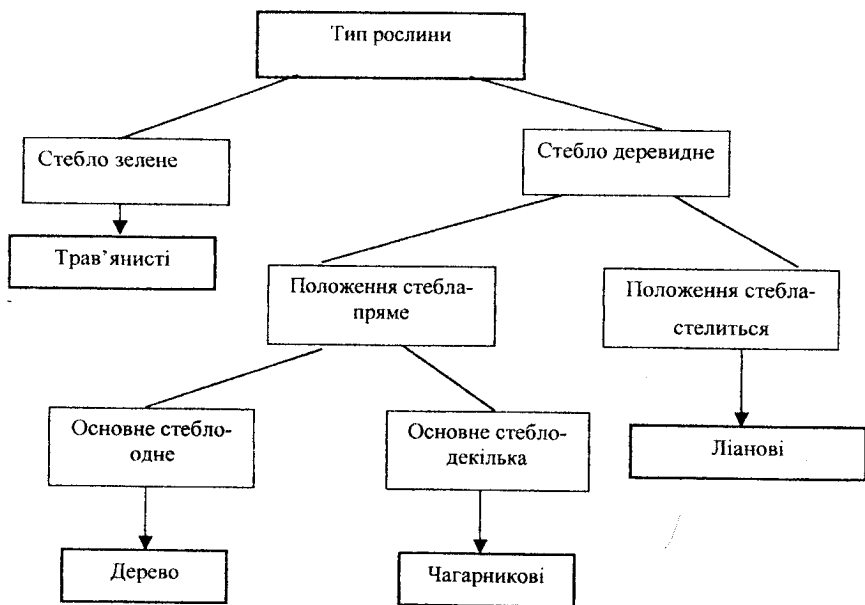 Тип рослини
Стебло зелене
Стебло деревидне
Трав’янисті
Положення стебла-
пряме
Положення стебла-
стелиться
Основне стебло-
одне
Основне стебло-
декілька
Ліанові
Дерево
Чагарникові